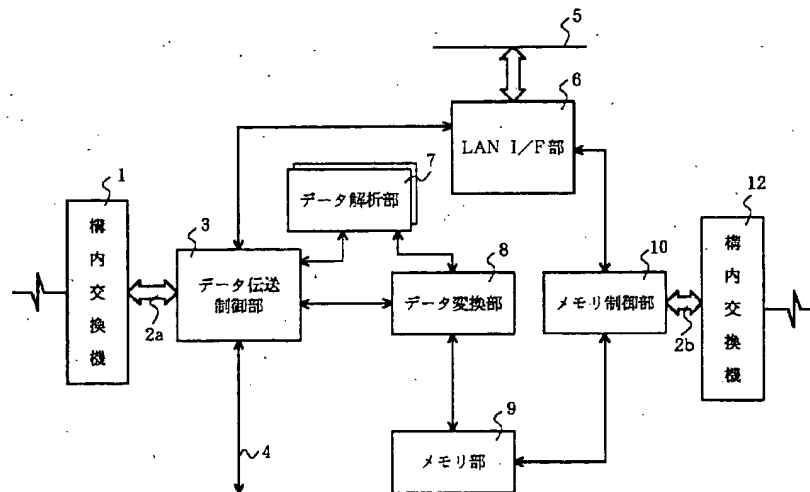 5
6
LAN I/F部
1
構内交換機
2a
3
データ伝送
制御部
7
データ解析部
8
データ変換部
10
メモリ制御部
2b
12
構内交換機
9
メモリ部
4